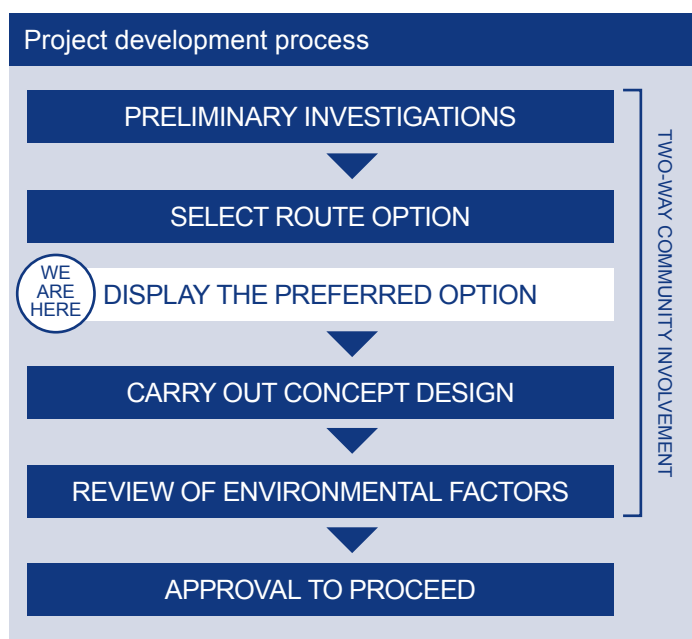 Project development process
PRELIMINARY INVESTIGATIONS
SELECT ROUTE OPTION
WE
ARE
HERE
DISPLAY THE PREFERRED OPTION
CARRY OUT CONCEPT DESIGN
REVIEW OF ENVIRONMENTAL FACTORS
APPROVAL TO PROCEED
TWO-WAY COMMUNITY INVOLVEMENT